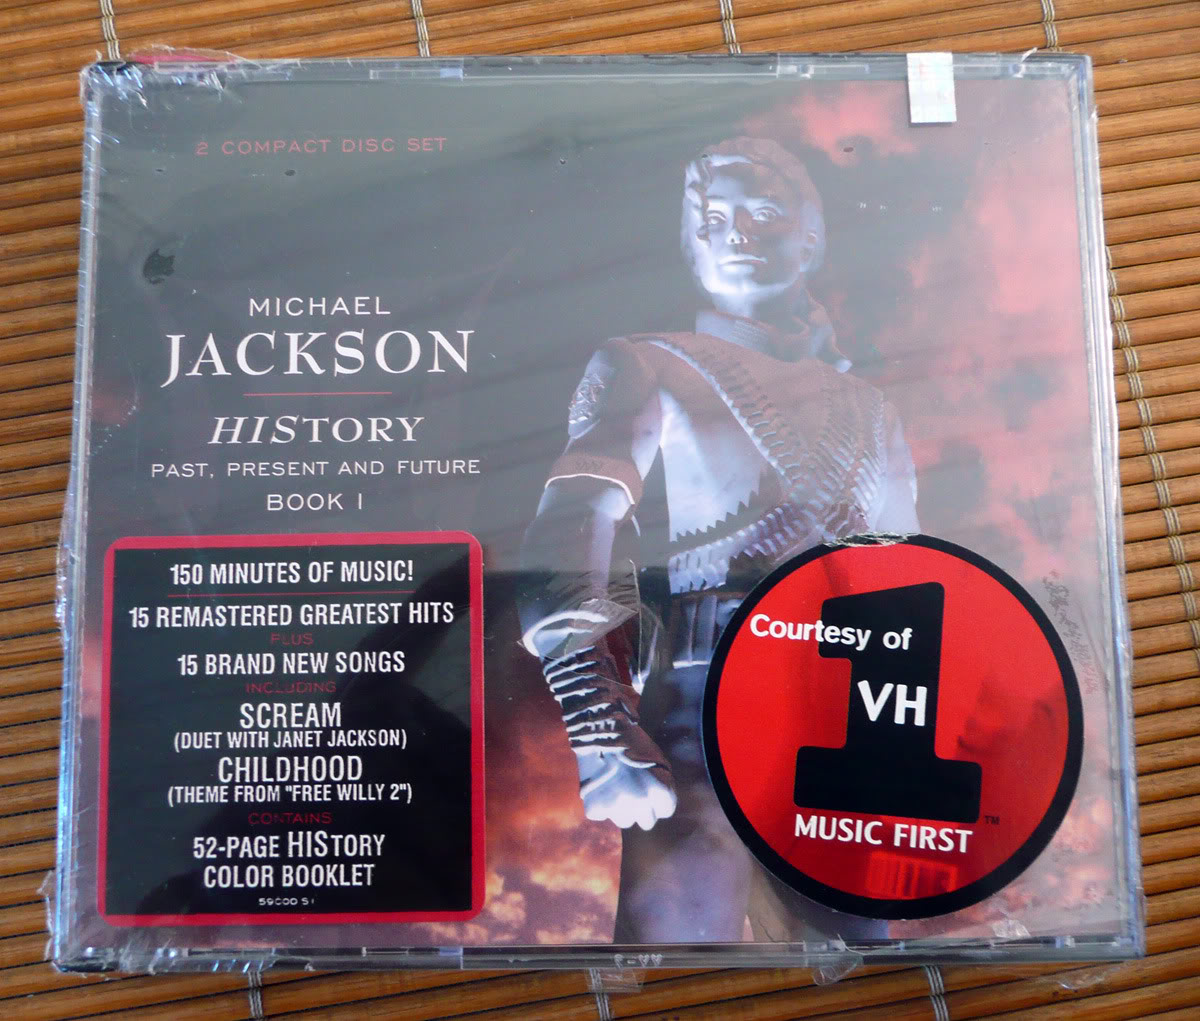 2 COMPACT DISC SET
MICHAEL
JACKSON
HISTORY
PAST, PRESENT AND FUTURE
BOOK I
150 MINUTES OF MUSIC!
15 REMASTERED GREATEST HITS
PLUS
15 BRAND NEW SONGS
INCLUDING
SCREAM
(DUET WITH JANET JACKSON)
CHILDHOOD
(THEME FROM "FREE WILLY 2")
CONTAINS
52-PAGE HIStory
COLOR BOOKLET
Courtesy of
1
VH
™
MUSIC FIRST